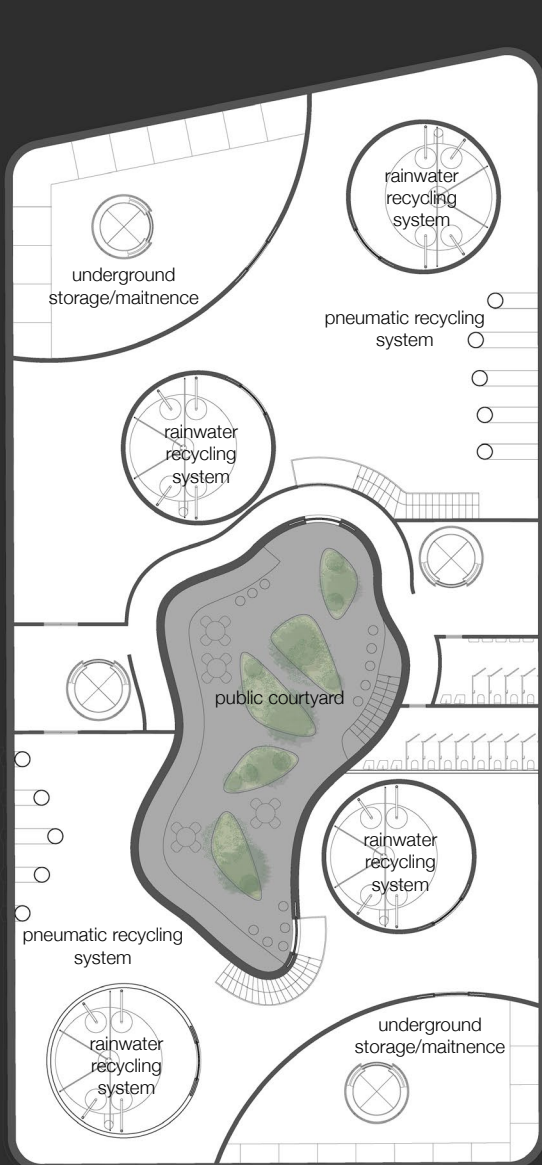 rainwater
recycling
system
underground
storage/maitnence
pneumatic recycling
system
rainwater
recycling
system
public courtyard
rainwater
recycling
system
pneumatic recycling
system
underground
storage/maitnence
rainwater
recycling
system